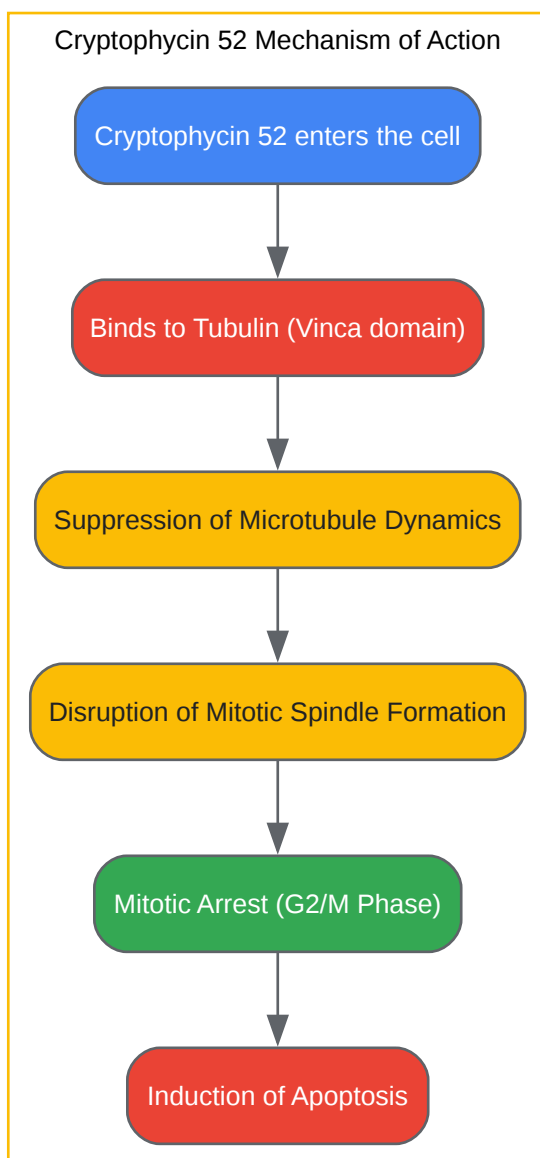 Cryptophycin 52 Mechanism of Action
Cryptophycin 52 enters the cell
Binds to Tubulin (Vinca domain)
Suppression of Microtubule Dynamics
Disruption of Mitotic Spindle Formation
Mitotic Arrest (G2/M Phase)
Induction of Apoptosis